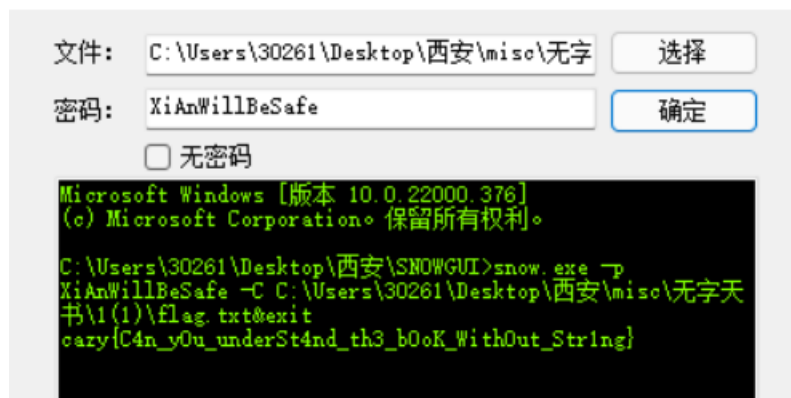 文件： C:\Users\30261\Desktop\西安\misc\无字 选择
密码： XiAnWillBeSafe 确定
无密码
Microsoft Windows [版本 10.0.22000.376]
(c) Microsoft Corporation。保留所有权利。
C:\Users\30261\Desktop\西安\SNOWGUI>snow.exe -p
XiAnWillBeSafe -C C:\Users\30261\Desktop\西安\misc\无字天
书\1(1)\flag.txt&exit
cazy{C4n_y0u_underSt4nd_th3_b0oK_With0ut_Str1ng}